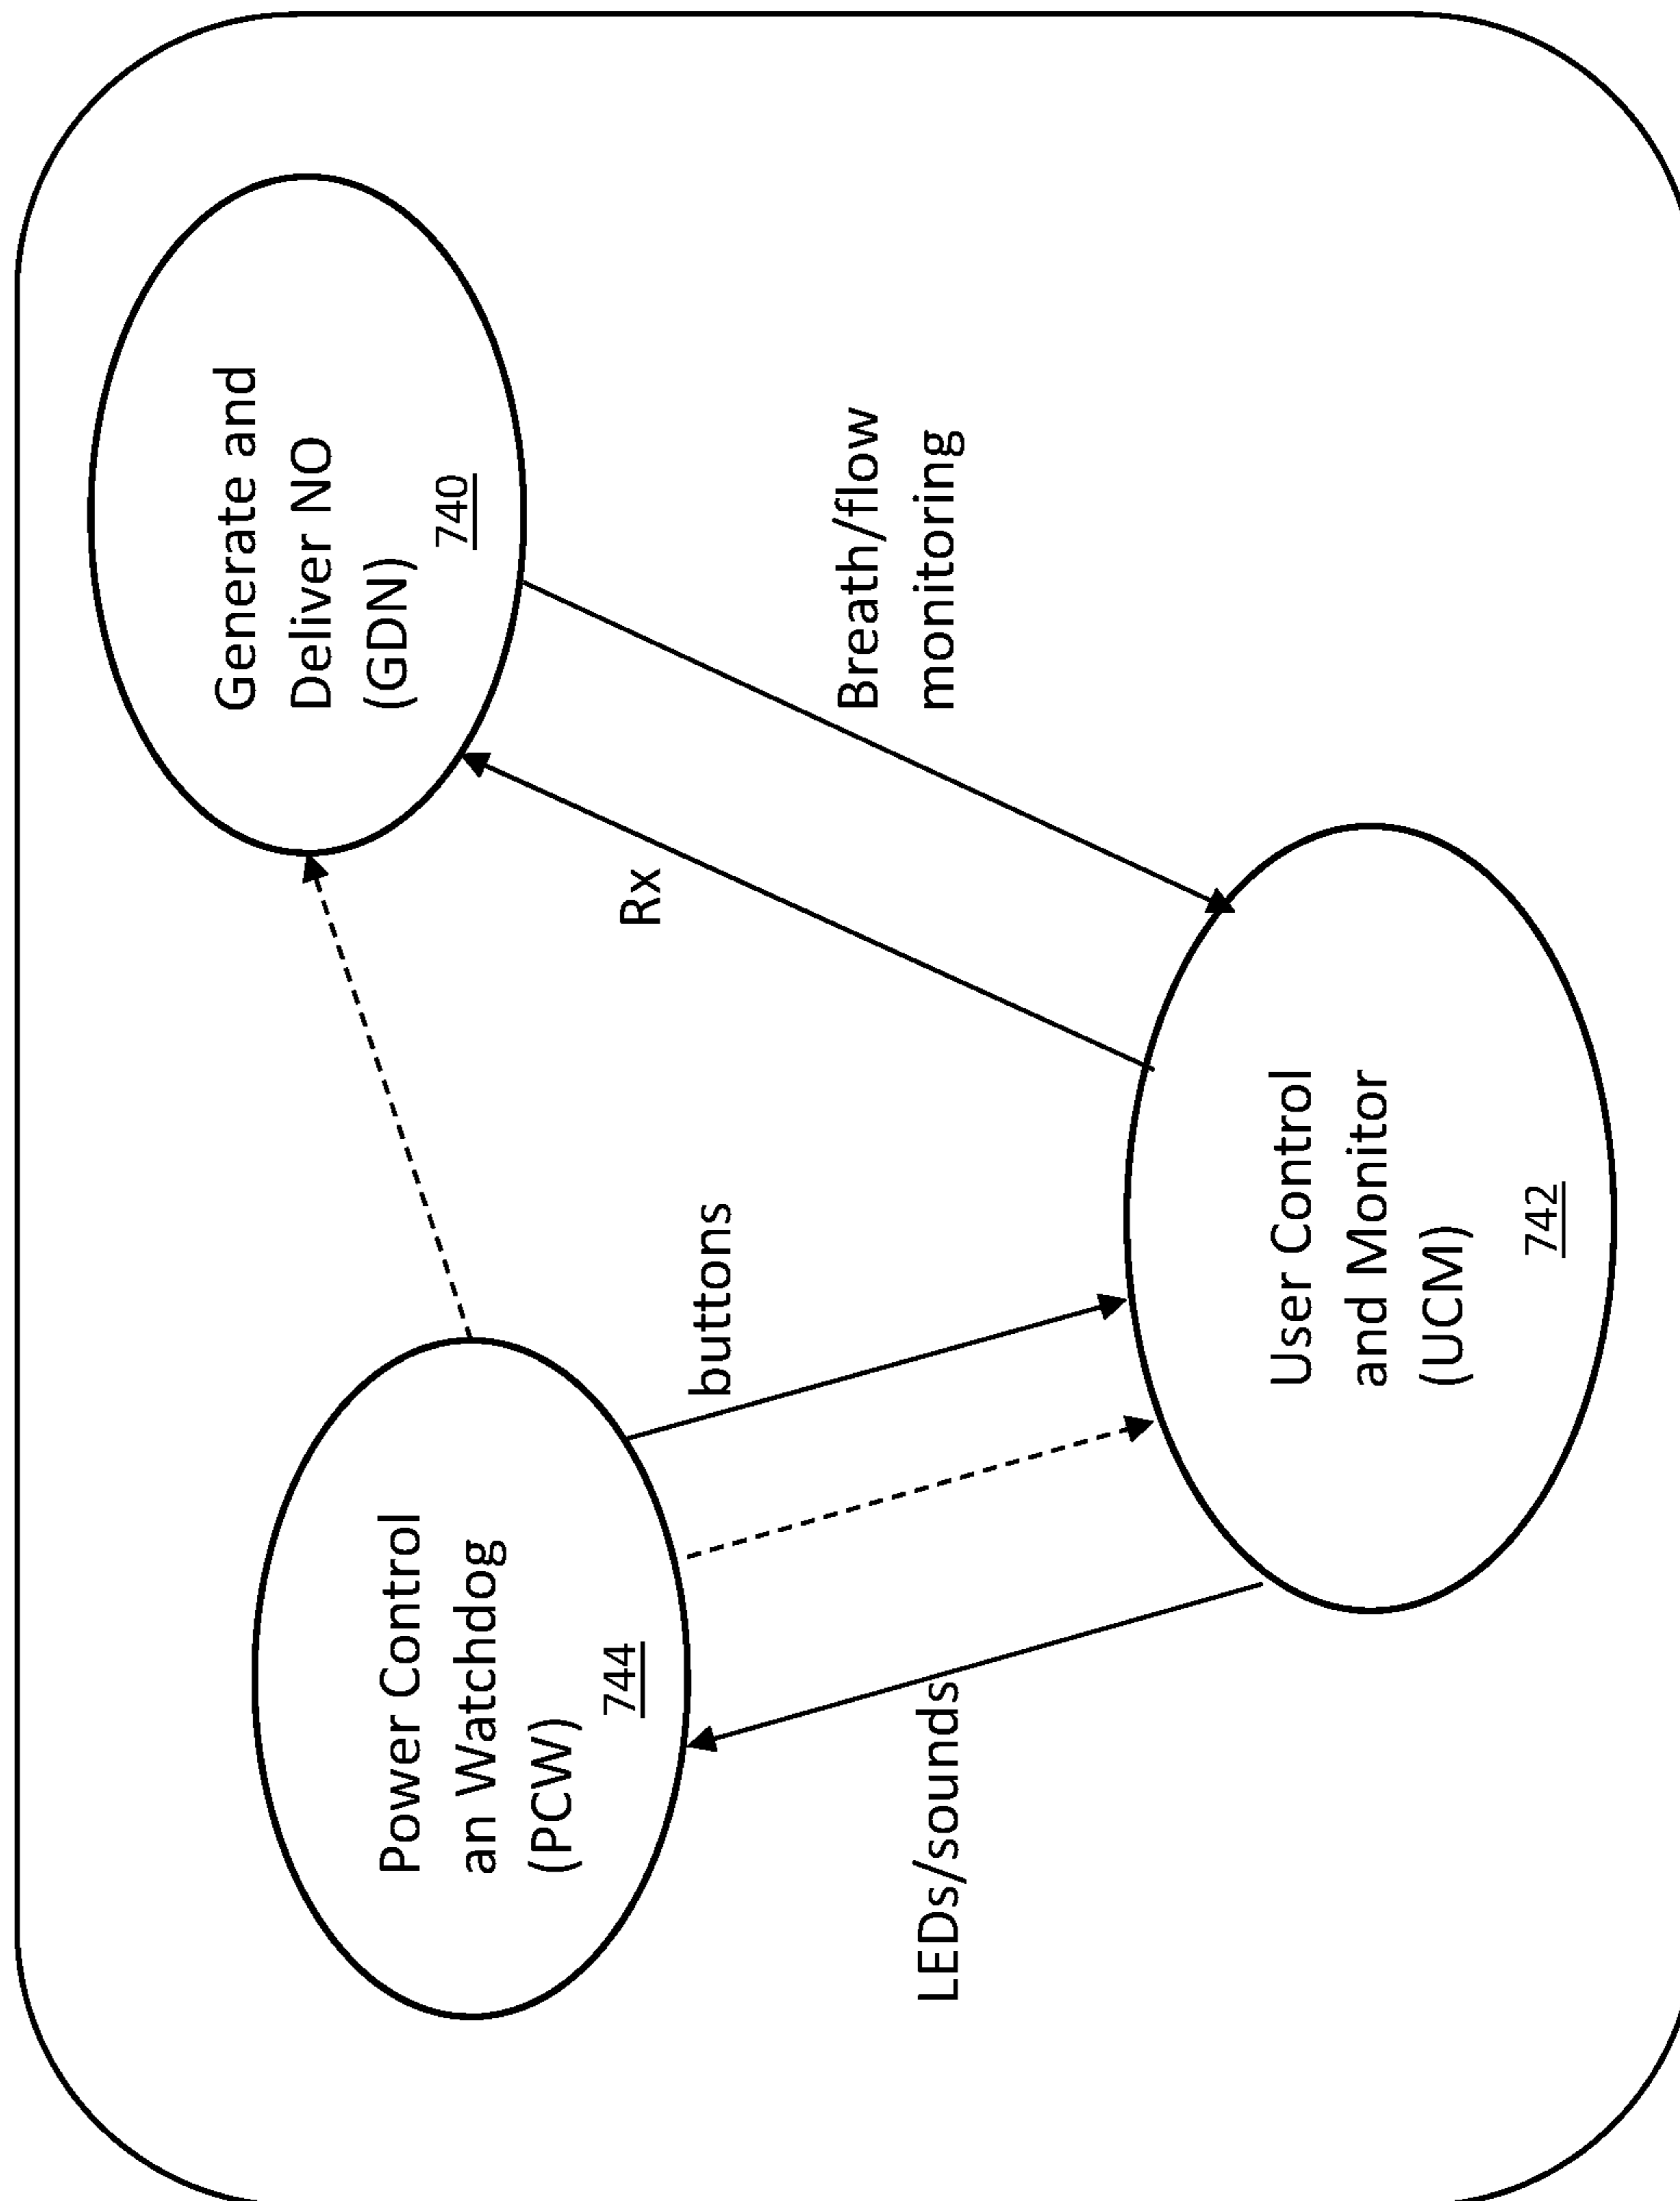 Power Control
an Watchdog
(PCW)
744
Generate and
Deliver NO
(GDN)
740
buttons
Rx
LEDs/sounds
Breath/flow
monitoring
User Control
and Monitor
(UCM)
742